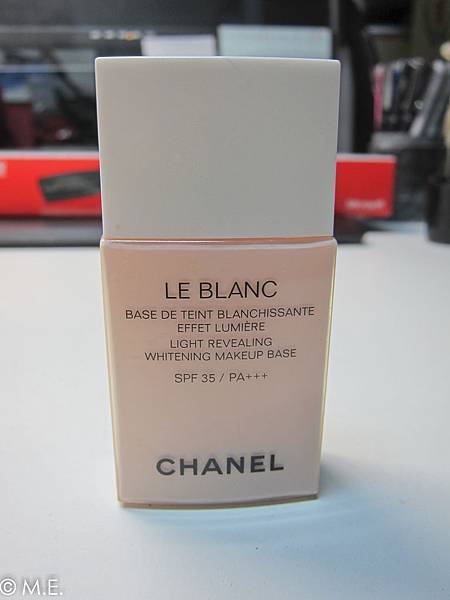 LE BLANC
BASE DE TEINT BLANCHISSANTE
EFFET LUMIÈRE
LIGHT REVEALING
WHITENING MAKEUP BASE
SPF 35 / PA+++
CHANEL
© M.E.